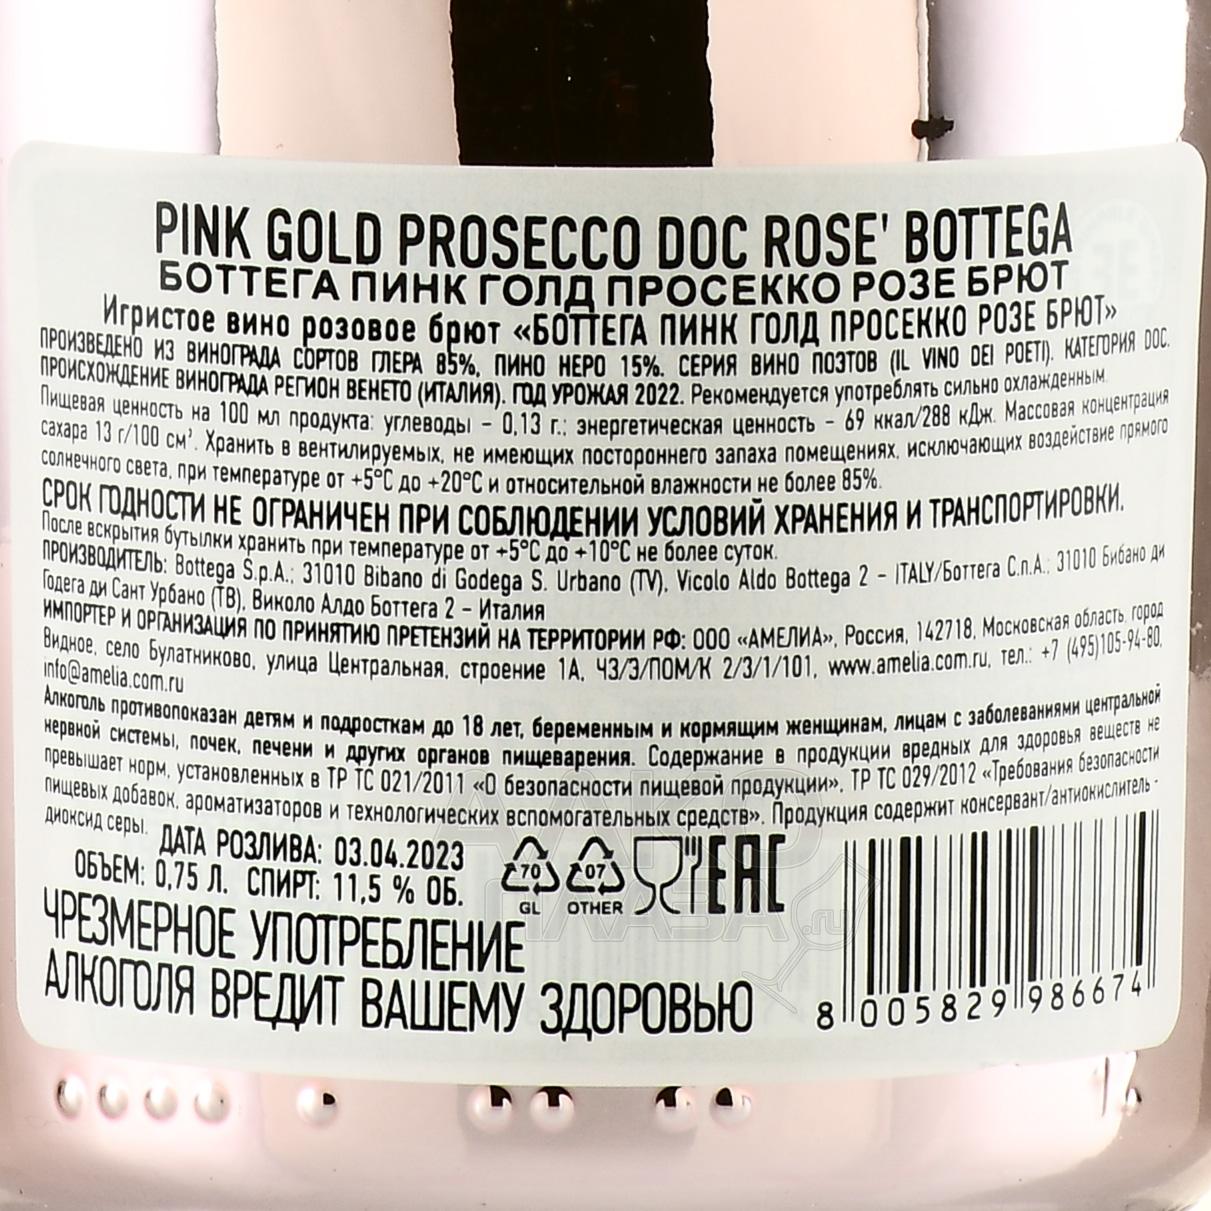 PINK GOLD PROSECCO DOC ROSE' BOTTEGA
БОТТЕГА ПИНК ГОЛД ПРОСЕККО РОЗЕ БРЮТ
Игристое вино розовое брют «БОТТЕГА ПИНК ГОЛД ПРОСЕККО РОЗЕ БРЮТ»
ПРОИЗВЕДЕНО ИЗ ВИНОГРАДА СОРТОВ ГЛЕРА 85%, ПИНО НЕРО 15%. СЕРИЯ ВИНО ПОЭТОВ (IL VINO DEI POETI). КАТЕГОРИЯ DOC.
ПРОИСХОЖДЕНИЕ ВИНОГРАДА РЕГИОН ВЕНЕТО (ИТАЛИЯ). ГОД УРОЖАЯ 2022. Рекомендуется употреблять сильно охлажденным.
Пищевая ценность на 100 мл продукта: углеводы – 0,13 г.; энергетическая ценность – 69 ккал/288 кДж. Массовая концентрация
сахара 13 г/100 см³. Хранить в вентилируемых, не имеющих постороннего запаха помещениях, исключающих воздействие прямого
солнечного света, при температуре от +5°C до +20°C и относительной влажности не более 85%.
СРОК ГОДНОСТИ НЕ ОГРАНИЧЕН ПРИ СОБЛЮДЕНИИ УСЛОВИЙ ХРАНЕНИЯ И ТРАНСПОРТИРОВКИ.
После вскрытия бутылки хранить при температуре от +5°C до +10°C не более суток.
ПРОИЗВОДИТЕЛЬ: Bottega S.p.A.; 31010 Bibano di Godega S. Urbano (TV), Vicolo Aldo Bottega 2 – ITALY/Боттега С.п.А.; 31010 Бибано ди
Годега ди Сант Урбано (ТВ), Виколо Алдо Боттега 2 – Италия
ИМПОРТЕР И ОРГАНИЗАЦИЯ ПО ПРИНЯТИЮ ПРЕТЕНЗИЙ НА ТЕРРИТОРИИ РФ: ООО «АМЕЛИА», Россия, 142718, Московская область, город
Видное, село Булатниково, улица Центральная, строение 1А, ЧЗ/Э/ПОМ/К 2/3/1/101, www.amelia.com.ru, тел.: +7 (495)105-94-80,
info@amelia.com.ru
Алкоголь противопоказан детям и подросткам до 18 лет, беременным и кормящим женщинам, лицам с заболеваниями центральной
нервной системы, почек, печени и других органов пищеварения. Содержание в продукции вредных для здоровья веществ не
превышает норм, установленных в ТР ТС 021/2011 «О безопасности пищевой продукции», ТР ТС 029/2012 «Требования безопасности
пищевых добавок, ароматизаторов и технологических вспомогательных средств». Продукция содержит консервант/антиокислитель -
диоксид серы.
ДАТА РОЗЛИВА: 03.04.2023
ОБЪЕМ: 0,75 Л. СПИРТ: 11,5 % ОБ.
70 07 EAC
GL OTHER
ЧРЕЗМЕРНОЕ УПОТРЕБЛЕНИЕ
АЛКОГОЛЯ ВРЕДИТ ВАШЕМУ ЗДОРОВЬЮ
8 005829 986674
АЛКО
ПЛАЗА.ru